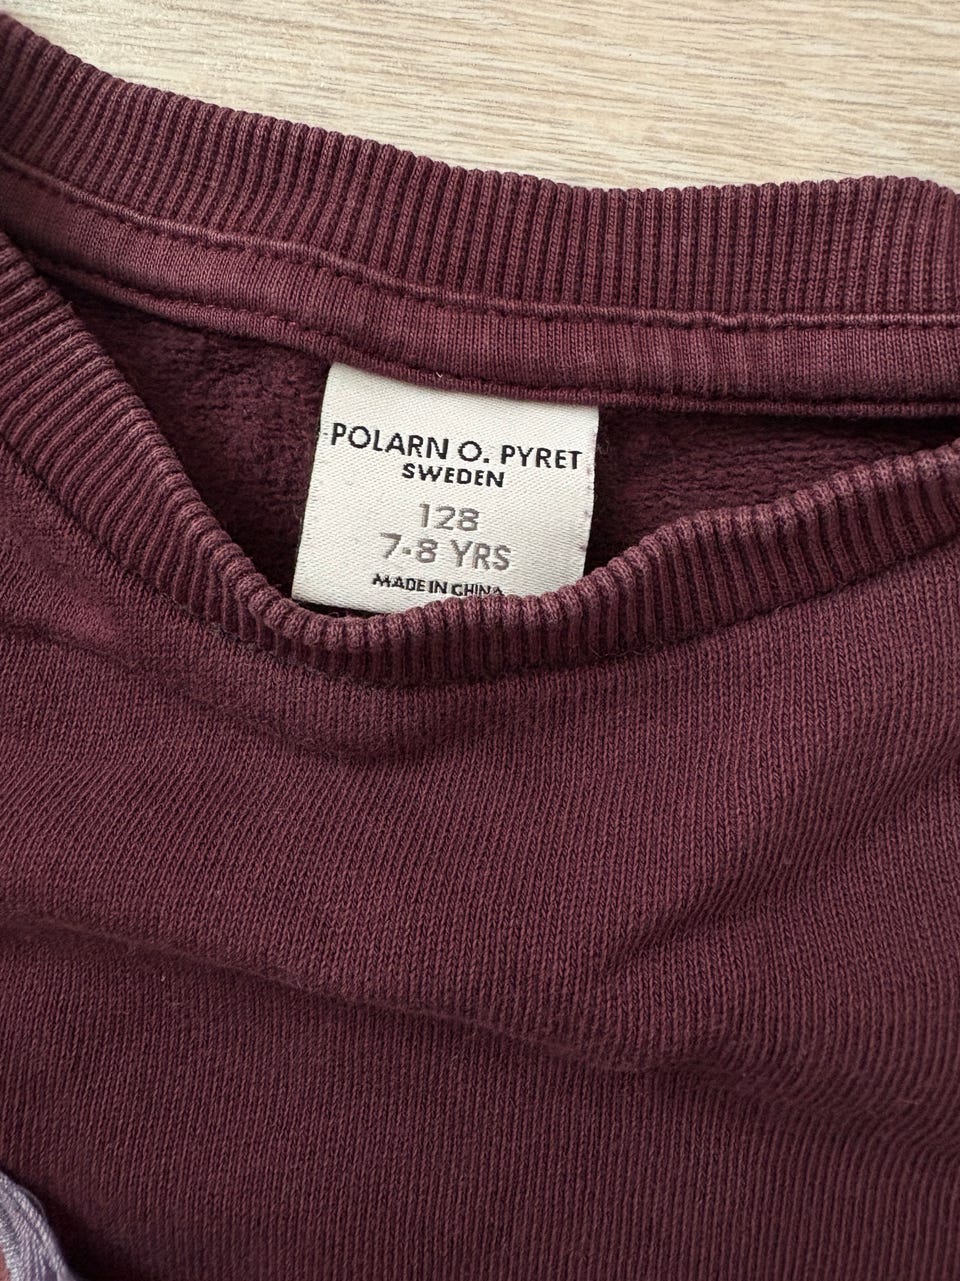 POLARN O. PYRET
SWEDEN
128
7-8 YRS
MADE IN CHINA